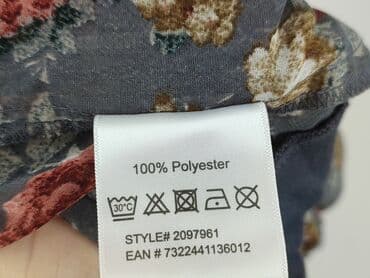 100% Polyester
30°C
STYLE# 2097961
EAN # 7322441136012